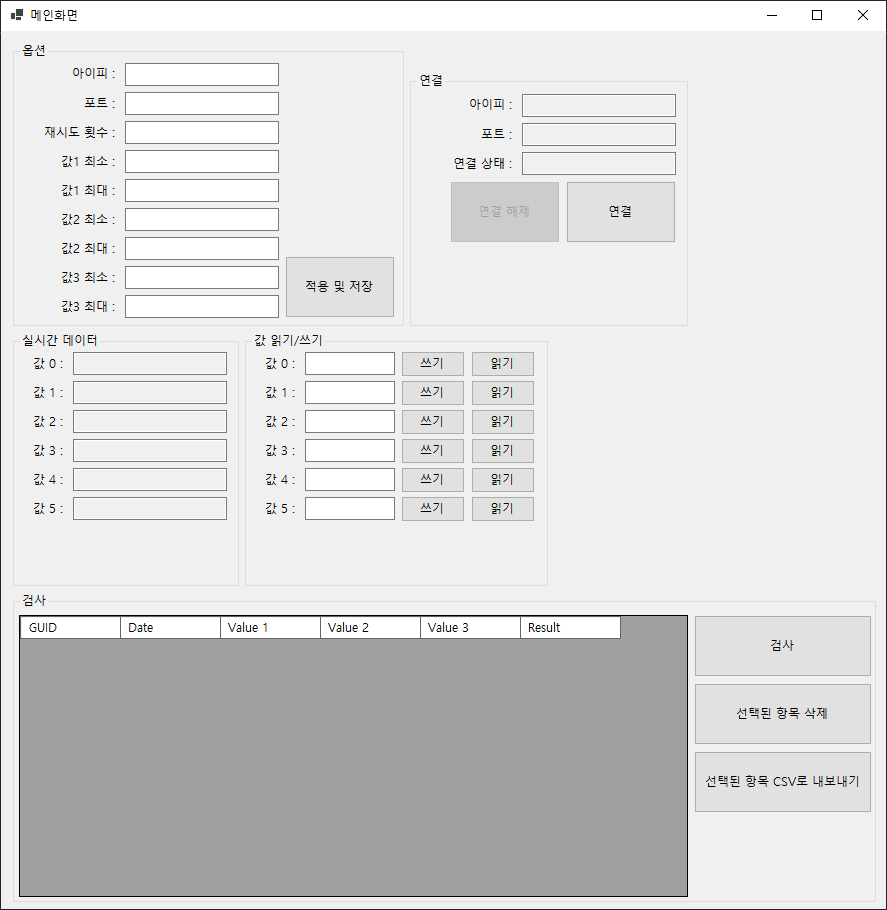 메인화면
옵션
아이피 :
포트 :
재시도 횟수 :
값1 최소 :
값1 최대 :
값2 최소 :
값2 최대 :
값3 최소 :
값3 최대 :
적용 및 저장
연결
아이피 :
포트 :
연결 상태 :
연결 해제 연결
실시간 데이터
값 0 :
값 1 :
값 2 :
값 3 :
값 4 :
값 5 :
값 읽기/쓰기
값 0 : 쓰기 읽기
값 1 : 쓰기 읽기
값 2 : 쓰기 읽기
값 3 : 쓰기 읽기
값 4 : 쓰기 읽기
값 5 : 쓰기 읽기
검사
GUID Date Value 1 Value 2 Value 3 Result
검사
선택된 항목 삭제
선택된 항목 CSV로 내보내기